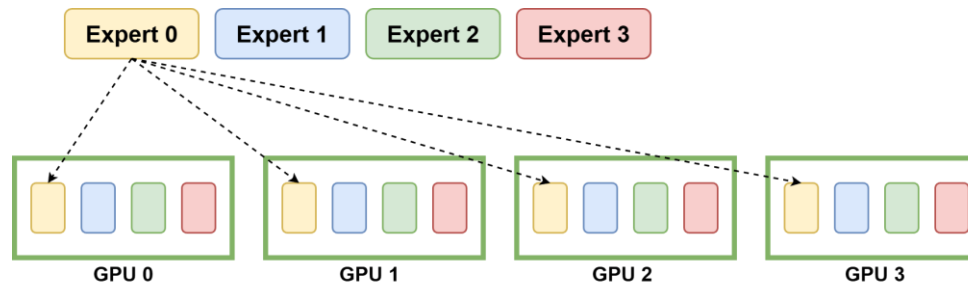 Expert 0 Expert 1 Expert 2 Expert 3
GPU 0 GPU 1 GPU 2 GPU 3